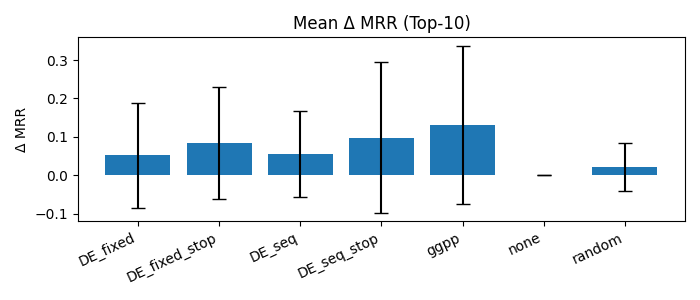 Mean Δ MRR (Top-10)
Δ MRR
0.3
0.2
0.1
0.0
−0.1
DE_fixed
DE_fixed_stop
DE_seq
DE_seq_stop
ggpp
none
random